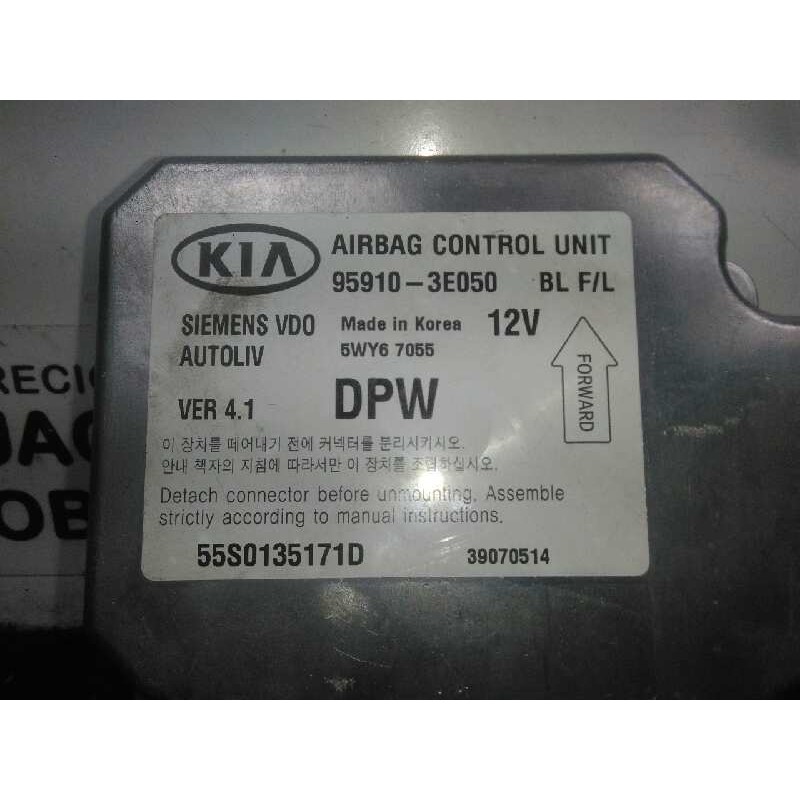 KIA
AIRBAG CONTROL UNIT
95910-3E050 BL F/L
SIEMENS VDO Made in Korea 12V
AUTOLIV 5WY6 7055
VER 4.1 DPW
FORWARD
이 장치를 떼어내기 전에 커넥터를 분리시키시오.
안내 책자의 지침에 따라서만 이 장치를 조립하십시오.
Detach connector before unmounting. Assemble
strictly according to manual instructions.
55S0135171D 39070514
RECIO